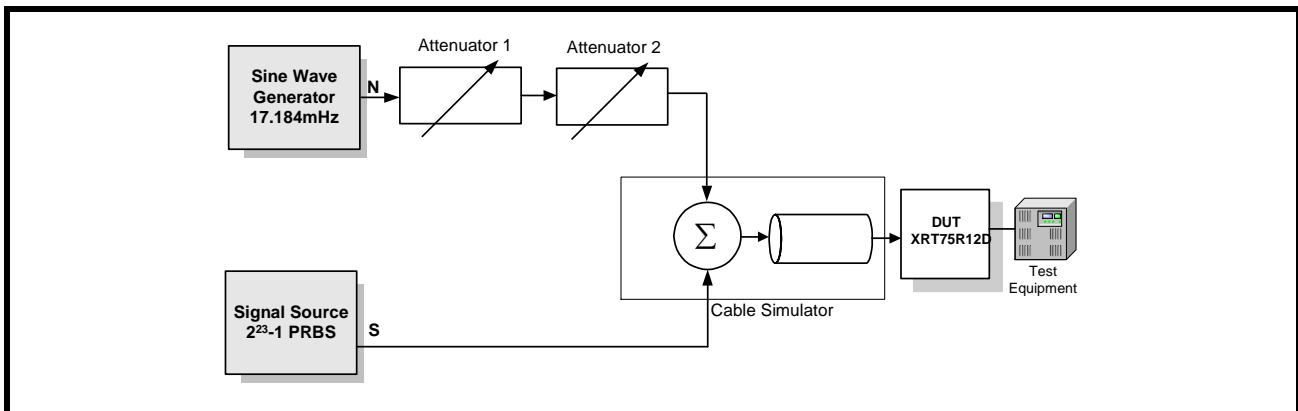 Attenuator 1
Attenuator 2
Sine Wave
Generator
17.184mHz
N
Σ
DUT
XRT75R12D
Test
Equipment
Cable Simulator
Signal Source
2²³-1 PRBS
S